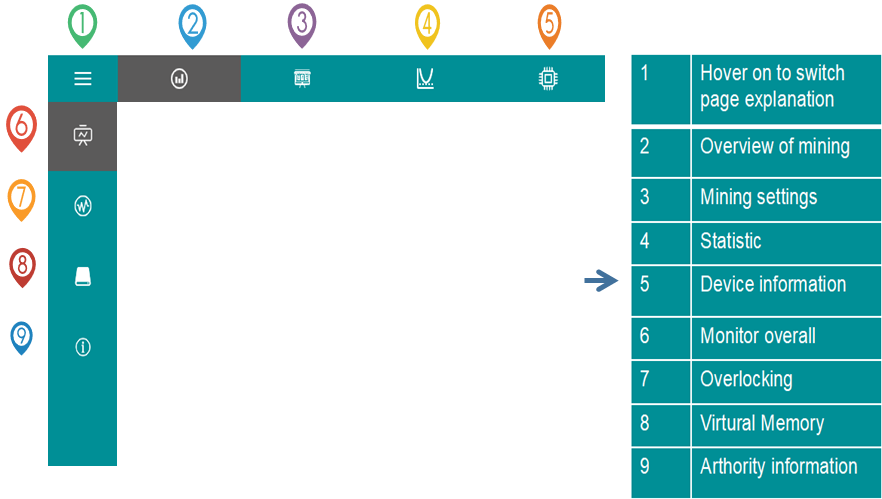 1
2
3
4
5
6
7
8
9
1 Hover on to switch
page explanation
2 Overview of mining
3 Mining settings
4 Statistic
5 Device information
6 Monitor overall
7 Overlocking
8 Virtural Memory
9 Arthority information